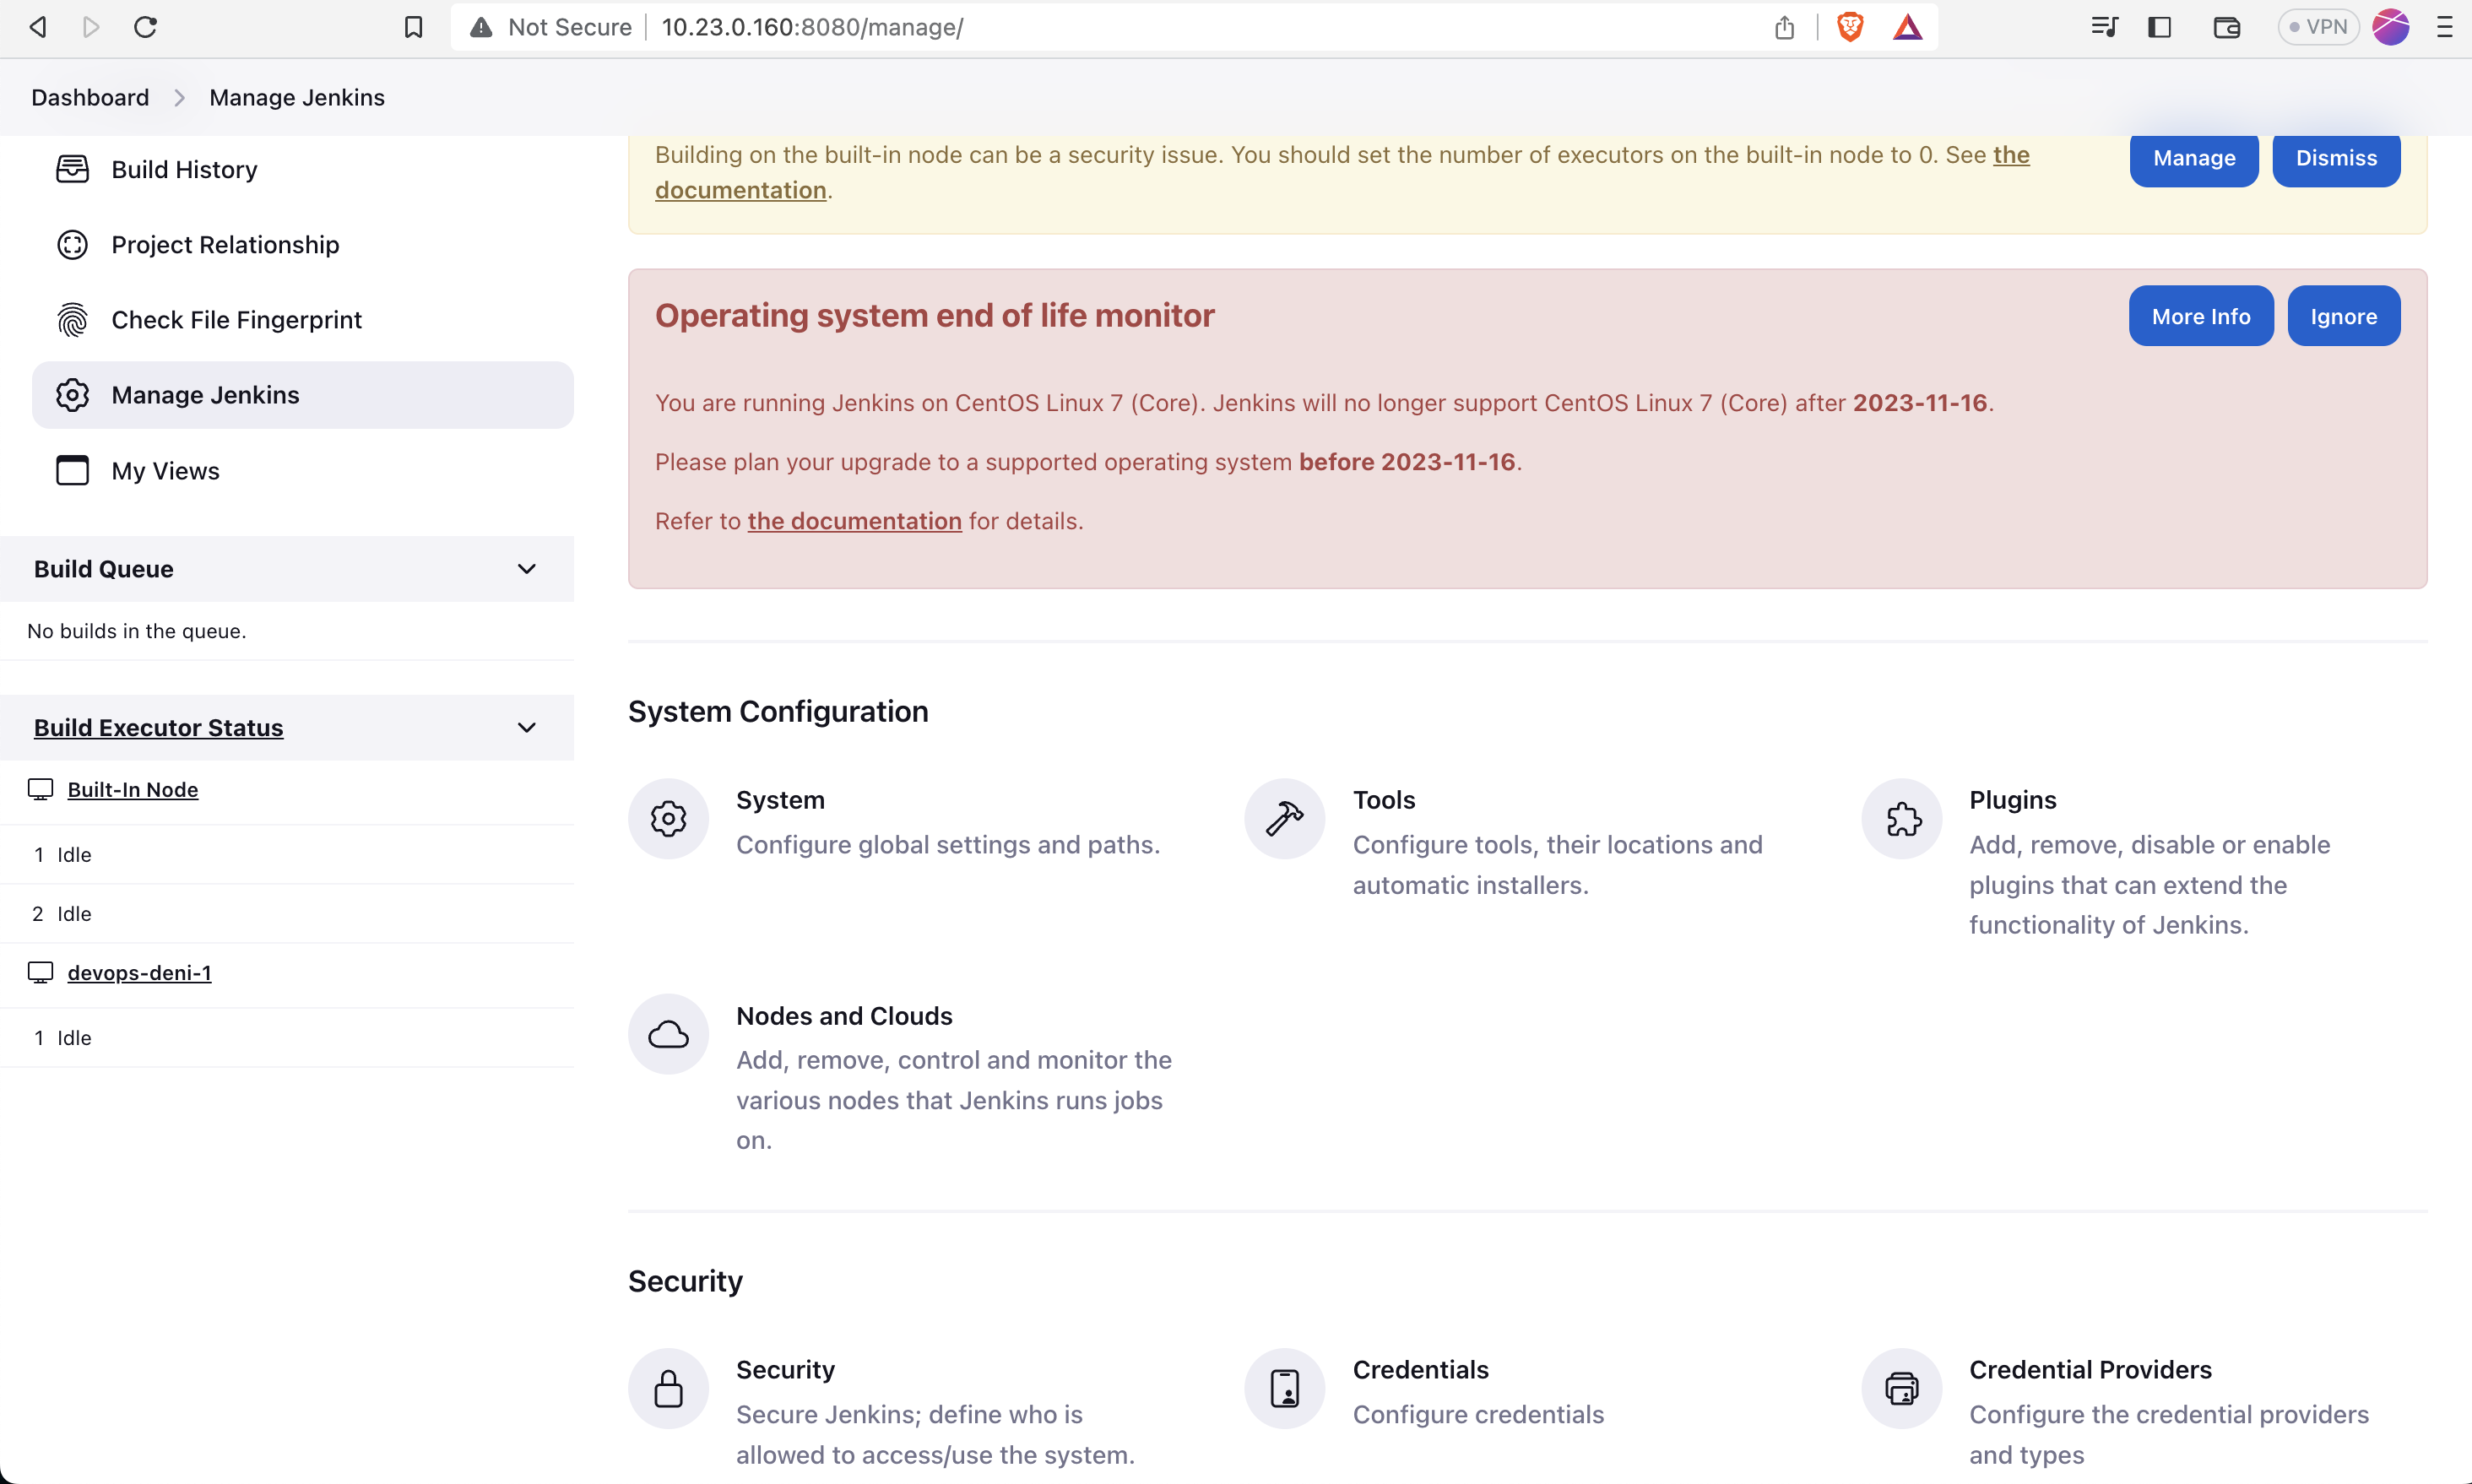 Not Secure 10.23.0.160:8080/manage/
VPN
Dashboard Manage Jenkins
Build History
Project Relationship
Check File Fingerprint
Manage Jenkins
My Views
Build Queue
No builds in the queue.
Build Executor Status
Built-In Node
1 Idle
2 Idle
devops-deni-1
1 Idle
Building on the built-in node can be a security issue. You should set the number of executors on the built-in node to 0. See the
documentation.
Manage
Dismiss
Operating system end of life monitor
More Info
Ignore
You are running Jenkins on CentOS Linux 7 (Core). Jenkins will no longer support CentOS Linux 7 (Core) after 2023-11-16.
Please plan your upgrade to a supported operating system before 2023-11-16.
Refer to the documentation for details.
System Configuration
System
Configure global settings and paths.
Tools
Configure tools, their locations and
automatic installers.
Plugins
Add, remove, disable or enable
plugins that can extend the
functionality of Jenkins.
Nodes and Clouds
Add, remove, control and monitor the
various nodes that Jenkins runs jobs
on.
Security
Security
Secure Jenkins; define who is
allowed to access/use the system.
Credentials
Configure credentials
Credential Providers
Configure the credential providers
and types